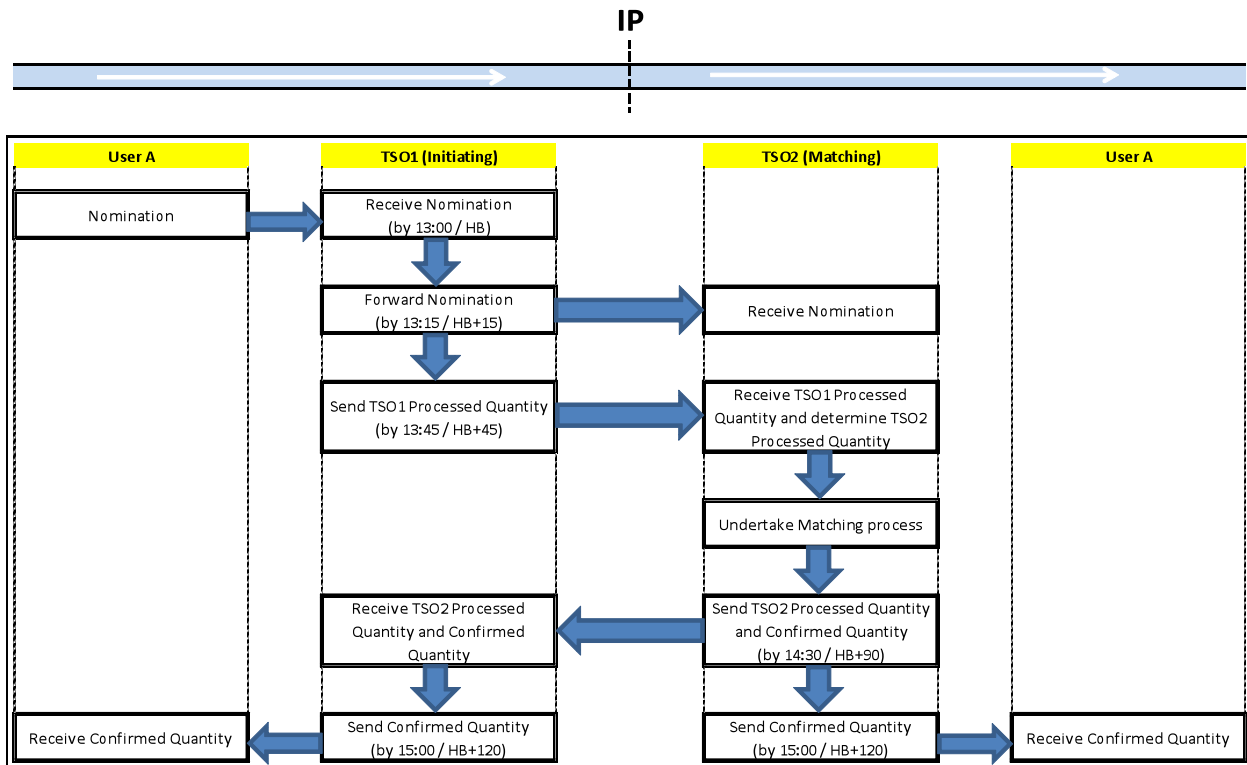 IP
User A
TSO1 (Initiating)
TSO2 (Matching)
User A
Nomination
Receive Nomination
(by 13:00 / HB)
Forward Nomination
(by 13:15 / HB+15)
Receive Nomination
Send TSO1 Processed Quantity
(by 13:45 / HB+45)
Receive TSO1 Processed
Quantity and determine TSO2
Processed Quantity
Undertake Matching process
Receive TSO2 Processed
Quantity and Confirmed
Quantity
Send TSO2 Processed Quantity
and Confirmed Quantity
(by 14:30 / HB+90)
Receive Confirmed Quantity
Send Confirmed Quantity
(by 15:00 / HB+120)
Send Confirmed Quantity
(by 15:00 / HB+120)
Receive Confirmed Quantity